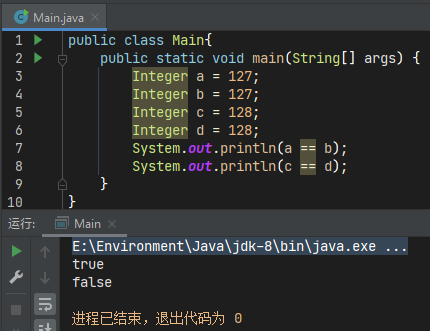 Main.java
1 public class Main{
2 public static void main(String[] args) {
3 Integer a = 127;
4 Integer b = 127;
5 Integer c = 128;
6 Integer d = 128;
7 System.out.println(a == b);
8 System.out.println(c == d);
9 }
10 }
运行: Main
E:\Environment\Java\jdk-8\bin\java.exe ...
true
false
进程已结束，退出代码为 0